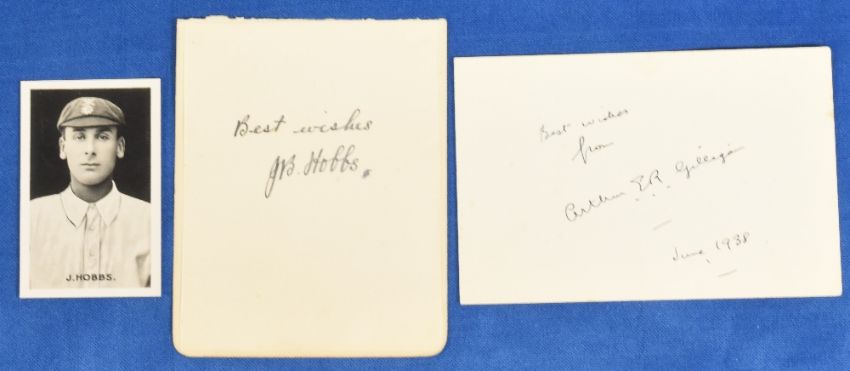 J. HOBBS.
Best wishes
J.B. Hobbs.
Best wishes
from
Arthur E R Gilligan
June, 1938